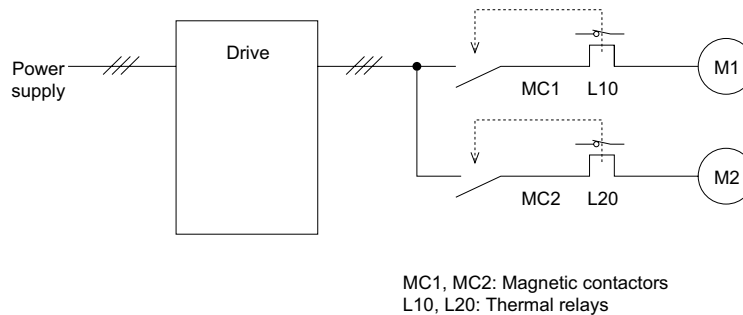 Power
supply
Drive
MC1
L10
M1
MC2
L20
M2
MC1, MC2: Magnetic contactors
L10, L20: Thermal relays